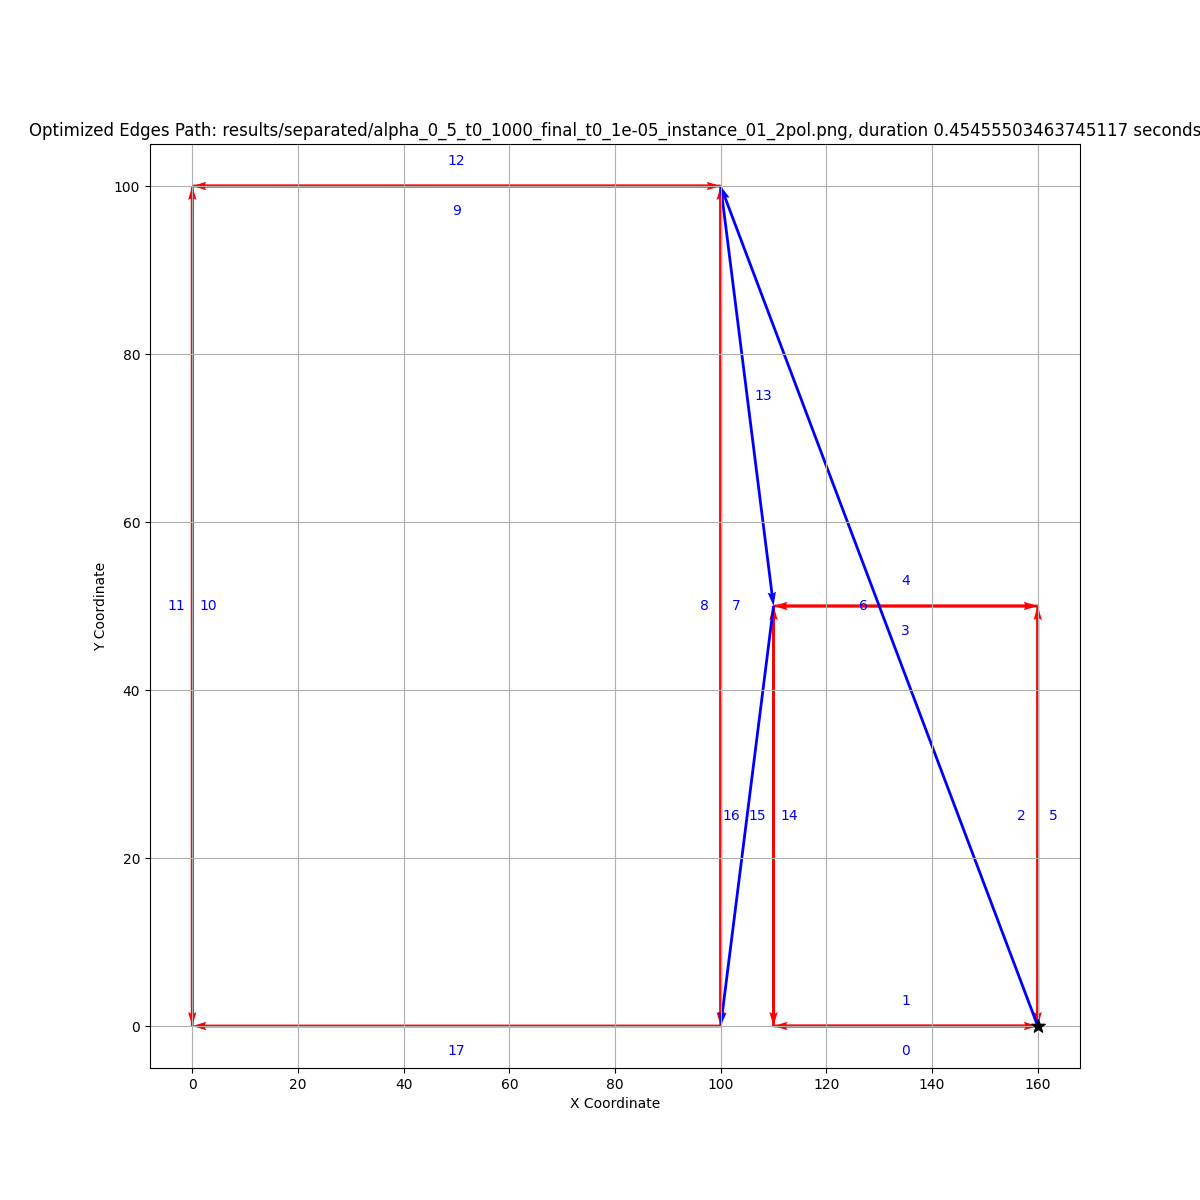 Optimized Edges Path: results/separated/alpha_0_5_t0_1000_final_t0_1e-05_instance_01_2pol.png, duration 0.45455503463745117 seconds
12
100
9
80
13
60
4
11 10 8 7 6
3
Y Coordinate
40
16 15 14 2 5
20
1
0
17 0
0 20 40 60 80 100 120 140 160
X Coordinate